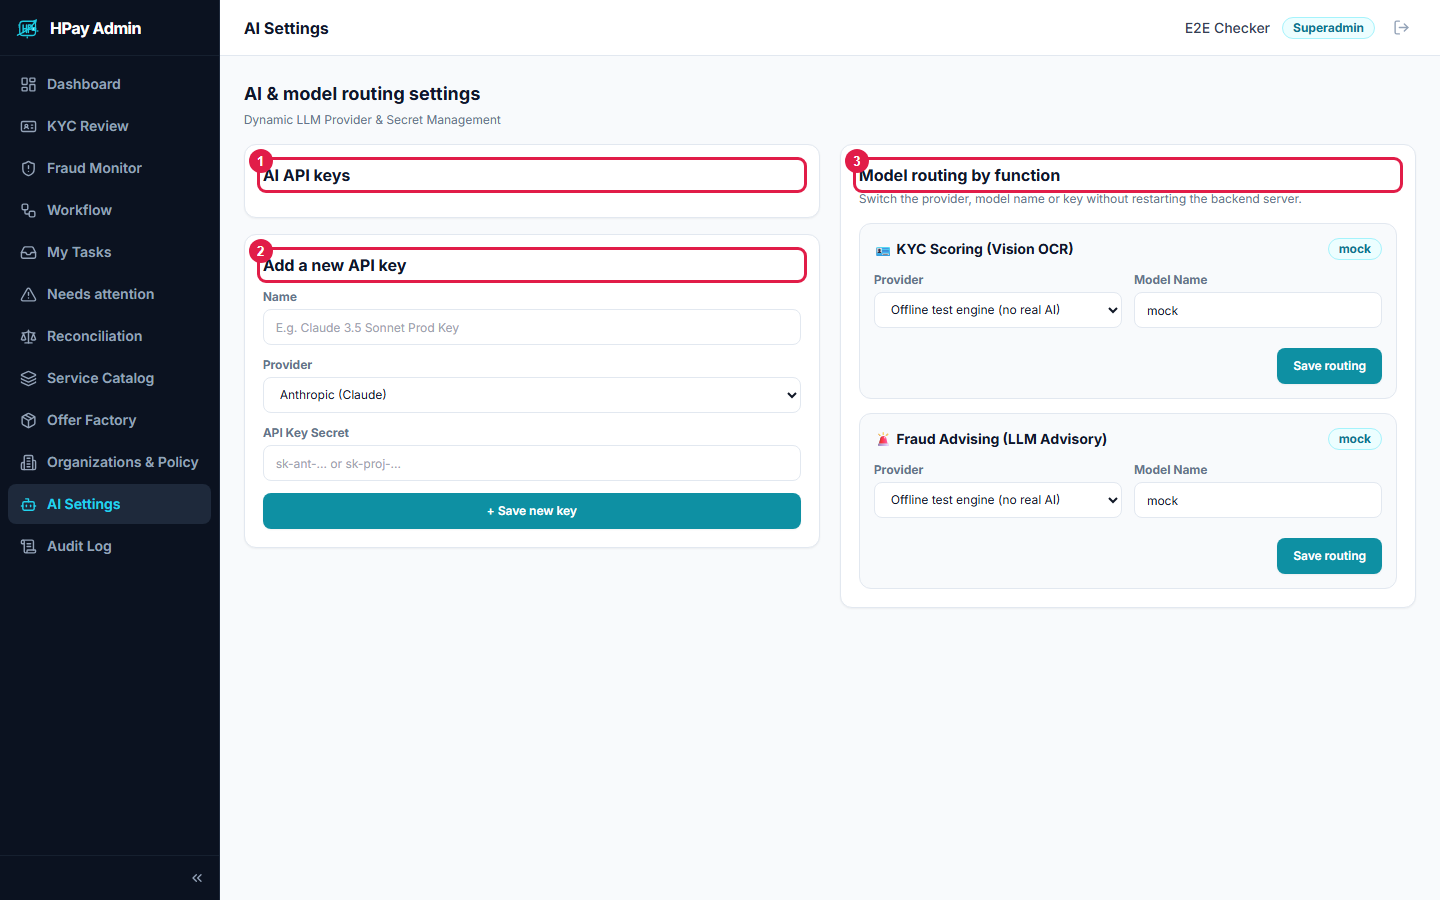 HPay Admin
Dashboard
KYC Review
Fraud Monitor
Workflow
My Tasks
Needs attention
Reconciliation
Service Catalog
Offer Factory
Organizations & Policy
AI Settings
Audit Log
AI Settings
E2E Checker
Superadmin
AI & model routing settings
Dynamic LLM Provider & Secret Management
1
AI API keys
2
Add a new API key
Name
E.g. Claude 3.5 Sonnet Prod Key
Provider
Anthropic (Claude)
API Key Secret
sk-ant-... or sk-proj-...
+ Save new key
3
Model routing by function
Switch the provider, model name or key without restarting the backend server.
KYC Scoring (Vision OCR)
mock
Provider
Model Name
Offline test engine (no real AI)
mock
Save routing
Fraud Advising (LLM Advisory)
mock
Provider
Model Name
Offline test engine (no real AI)
mock
Save routing